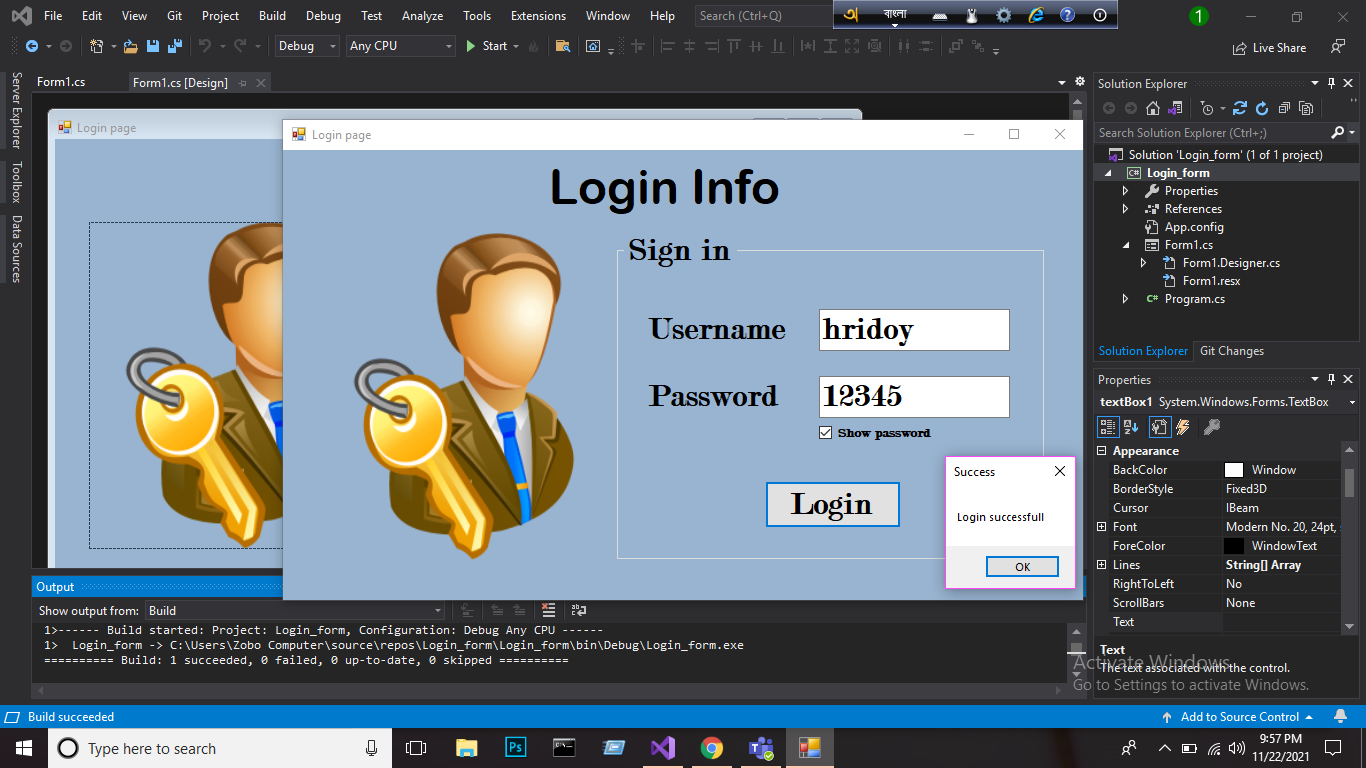 File Edit View Git Project Build Debug Test Analyze Tools Extensions Window Help Search (Ctrl+Q) অ বাংলা 1
Debug Any CPU Start Live Share
Form1.cs Form1.cs [Design]
Server Explorer
Toolbox
Data Sources
Login page
Login page
Login Info
Sign in
Username hridoy
Password 12345
Show password
Login
Success
Login successfull
OK
Solution Explorer
Search Solution Explorer (Ctrl+;)
Solution 'Login_form' (1 of 1 project)
C# Login_form
Properties
References
App.config
Form1.cs
Form1.Designer.cs
Form1.resx
C# Program.cs
Solution Explorer Git Changes
Properties
textBox1 System.Windows.Forms.TextBox
Appearance
BackColor Window
BorderStyle Fixed3D
Cursor IBeam
Font Modern No. 20, 24pt,
ForeColor WindowText
Lines String[] Array
RightToLeft No
ScrollBars None
Text
Text
The text associated with the control.
Activate Windows
Go to Settings to activate Windows.
Output
Show output from: Build
1>------ Build started: Project: Login_form, Configuration: Debug Any CPU ------
1>  Login_form -> C:\Users\Zobo Computer\source\repos\Login_form\Login_form\bin\Debug\Login_form.exe
========== Build: 1 succeeded, 0 failed, 0 up-to-date, 0 skipped ==========
Build succeeded Add to Source Control
Type here to search Ps
9:57 PM
11/22/2021